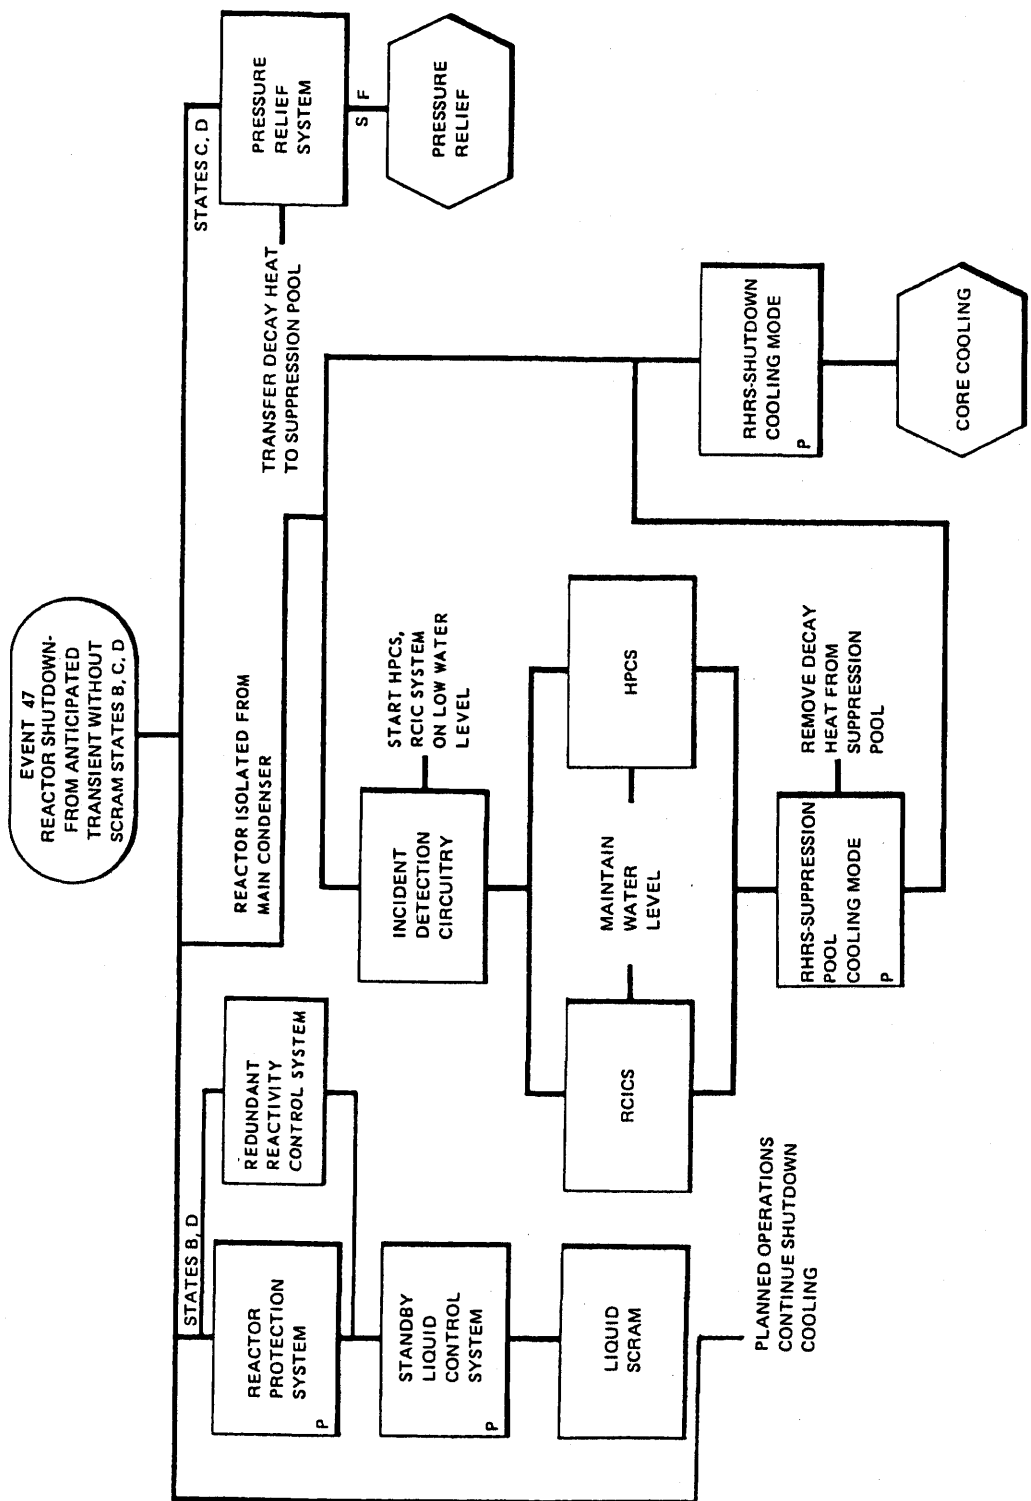 EVENT 47
REACTOR SHUTDOWN-
FROM ANTICIPATED
TRANSIENT WITHOUT
SCRAM STATES B, C, D
STATES B, D
REACTOR
PROTECTION
SYSTEM
P
REDUNDANT
REACTIVITY
CONTROL SYSTEM
STANDBY
LIQUID
CONTROL
SYSTEM
P
LIQUID
SCRAM
PLANNED OPERATIONS
CONTINUE SHUTDOWN
COOLING
REACTOR ISOLATED FROM
MAIN CONDENSER
INCIDENT
DETECTION
CIRCUITRY
START HPCS,
RCIC SYSTEM
ON LOW WATER
LEVEL
RCICS
MAINTAIN
WATER
LEVEL
HPCS
RHRS-SUPPRESSION
POOL
COOLING MODE
P
REMOVE DECAY
HEAT FROM
SUPPRESSION
POOL
RHRS-SHUTDOWN
COOLING MODE
P
CORE COOLING
STATES C, D
PRESSURE
RELIEF
SYSTEM
TRANSFER DECAY HEAT
TO SUPPRESSION POOL
S F
PRESSURE
RELIEF